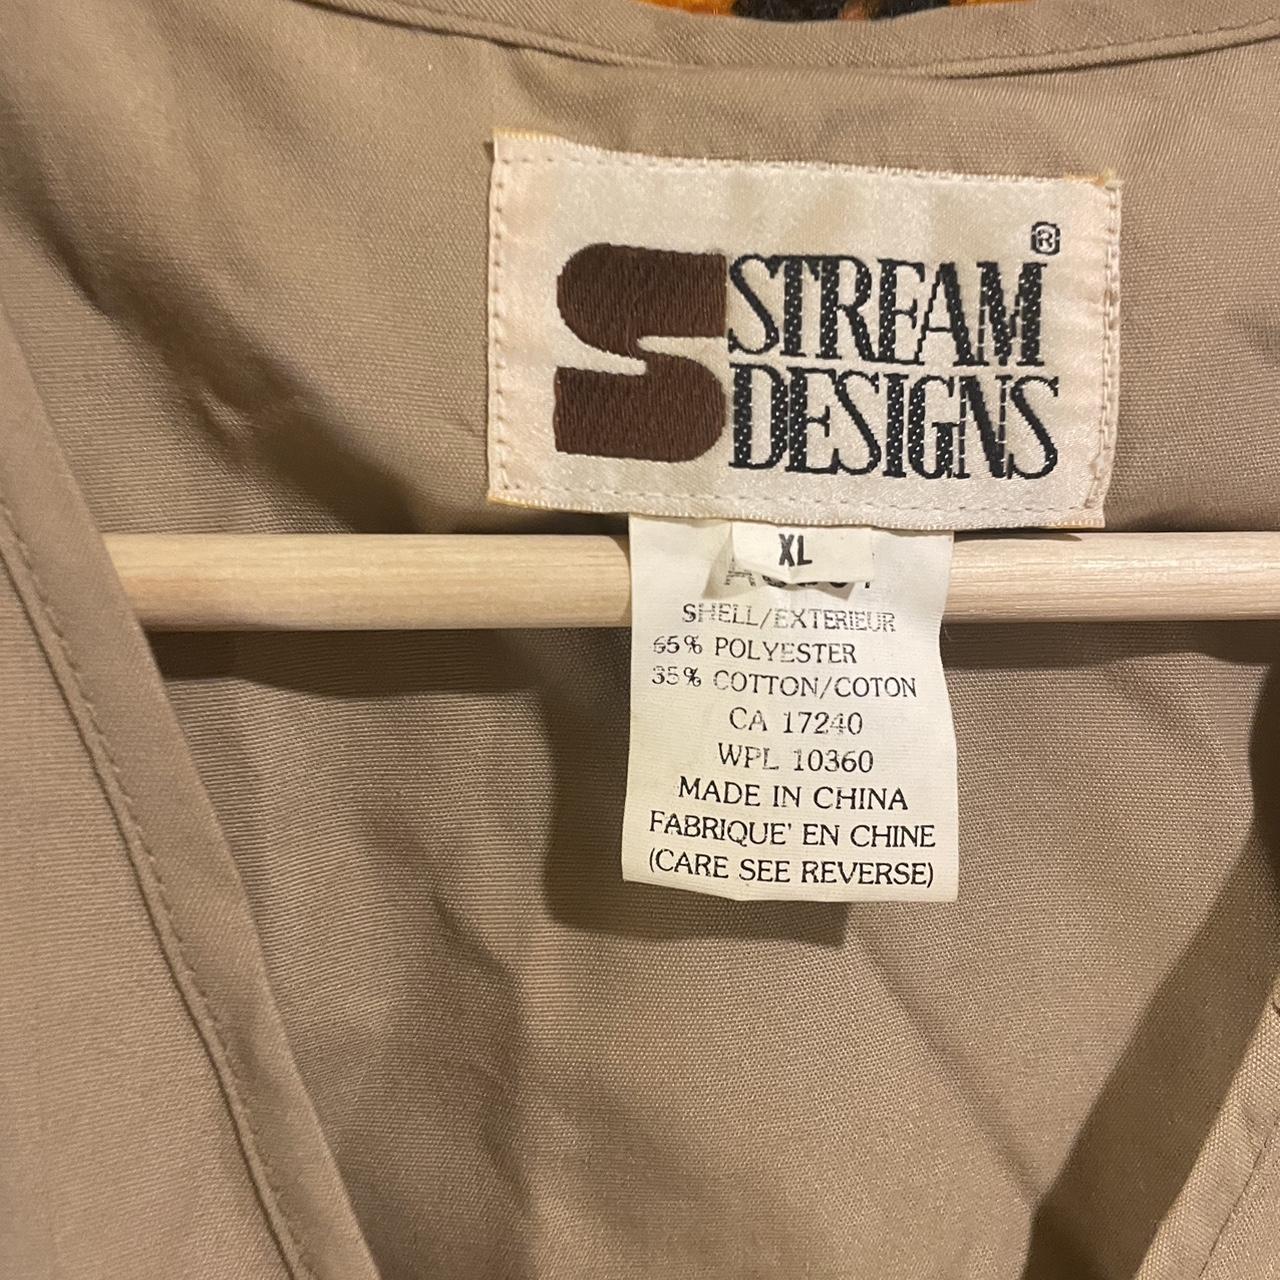 STREAM ®
DESIGNS
XL
SHELL/EXTERIEUR
65% POLYESTER
35% COTTON/COTON
CA 17240
WPL 10360
MADE IN CHINA
FABRIQUE' EN CHINE
(CARE SEE REVERSE)